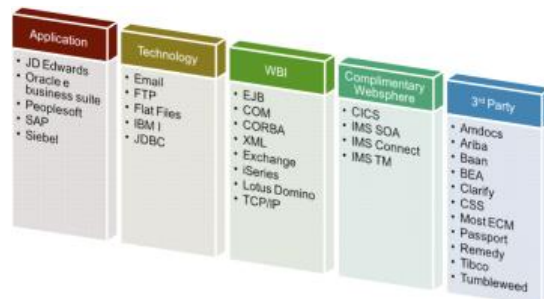 Application
• JD Edwards
• Oracle e
business suite
• Peoplesoft
• SAP
• Siebel
Technology
• Email
• FTP
• Flat Files
• IBM I
• JDBC
WBI
• EJB
• COM
• CORBA
• XML
• Exchange
• iSeries
• Lotus Domino
• TCP/IP
Complimentary
Websphere
• CICS
• IMS SOA
• IMS Connect
• IMS TM
3rd Party
• Amdocs
• Ariba
• Baan
• BEA
• Clarify
• CSS
• Most ECM
• Passport
• Remedy
• Tibco
• Tumbleweed